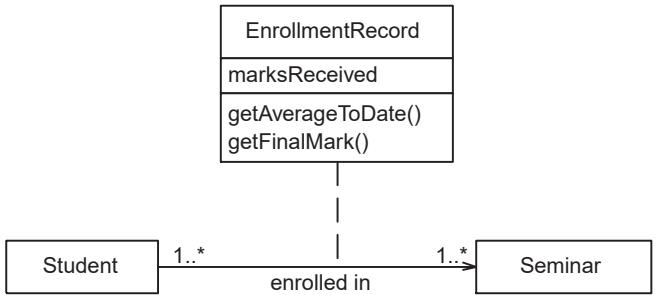 EnrollmentRecord
marksReceived
getAverageToDate()
getFinalMark()
Student
1..*
1..*
Seminar
enrolled in